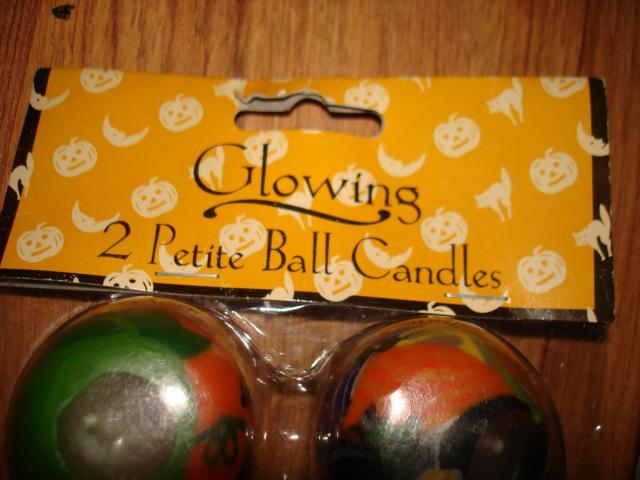 Glowing
2 Petite Ball Candles